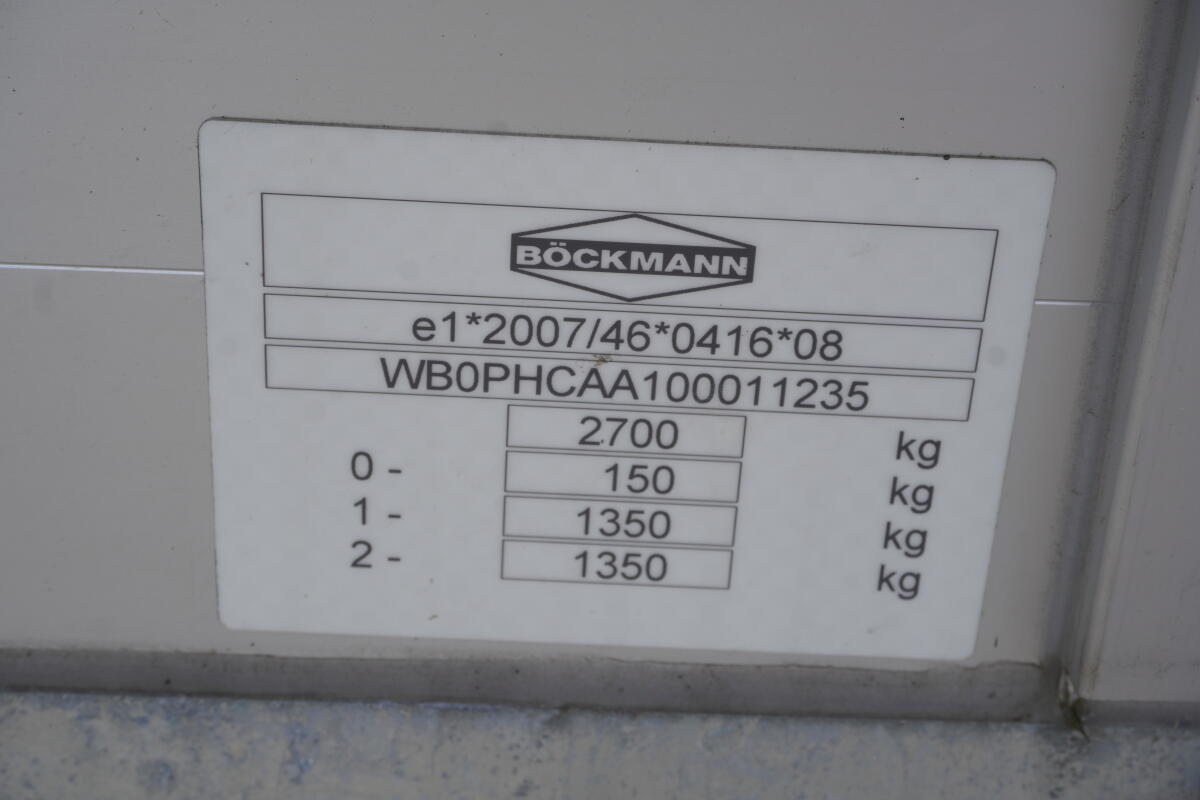 BÖCKMANN
e1*2007/46*0416*08
WB0PHCAA100011235
2700 kg
0 - 150 kg
1 - 1350 kg
2 - 1350 kg